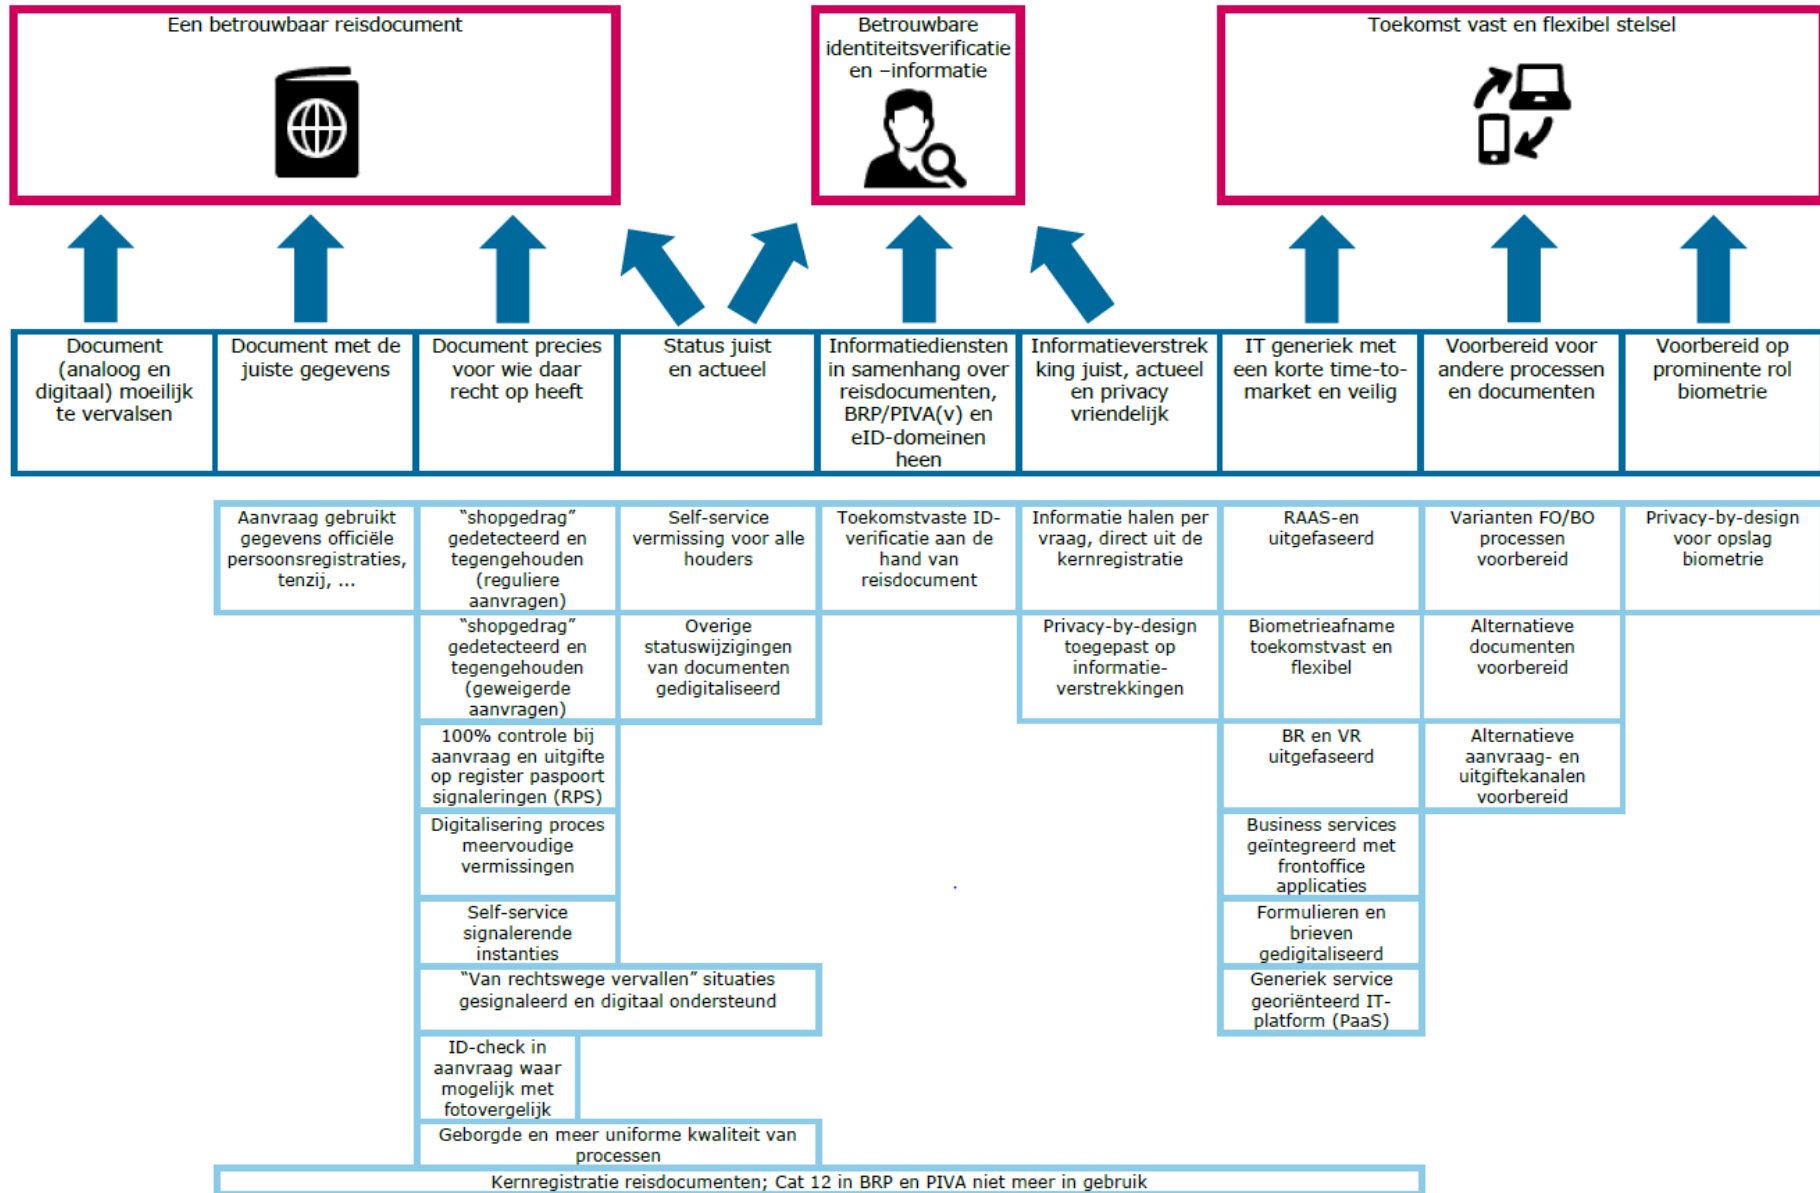 Een betrouwbaar reisdocument
Betrouwbare
identiteitsverificatie
en –informatie
Toekomst vast en flexibel stelsel
Document
(analoog en
digitaal) moeilijk
te vervalsen
Document met de
juiste gegevens
Document precies
voor wie daar
recht op heeft
Status juist
en actueel
Informatiediensten
in samenhang over
reisdocumenten,
BRP/PIVA(v) en
eID-domeinen
heen
Informatieverstrek
king juist, actueel
en privacy
vriendelijk
IT generiek met
een korte time-to-
market en veilig
Voorbereid voor
andere processen
en documenten
Voorbereid op
prominente rol
biometrie
Aanvraag gebruikt
gegevens officiële
persoonsregistraties,
tenzij, ...
“shopgedrag”
gedetecteerd en
tegengehouden
(reguliere
aanvragen)
Self-service
vermissing voor alle
houders
Toekomstvaste ID-
verificatie aan de
hand van
reisdocument
Informatie halen per
vraag, direct uit de
kernregistratie
RAAS-en
uitgefaseerd
Varianten FO/BO
processen
voorbereid
Privacy-by-design
voor opslag
biometrie
“shopgedrag”
gedetecteerd en
tegengehouden
(geweigerde
aanvragen)
Overige
statuswijzigingen
van documenten
gedigitaliseerd
Privacy-by-design
toegepast op
informatie-
verstrekkingen
Biometrieafname
toekomstvast en
flexibel
Alternatieve
documenten
voorbereid
100% controle bij
aanvraag en uitgifte
op register paspoort
signaleringen (RPS)
BR en VR
uitgefaseerd
Alternatieve
aanvraag- en
uitgiftekanalen
voorbereid
Digitalisering proces
meervoudige
vermissingen
Business services
geïntegreerd met
frontoffice
applicaties
Self-service
signalerende
instanties
Formulieren en
brieven
gedigitaliseerd
“Van rechtswege vervallen” situaties
gesignaleerd en digitaal ondersteund
Generiek service
georiënteerd IT-
platform (PaaS)
ID-check in
aanvraag waar
mogelijk met
fotovergelijk
Geborgde en meer uniforme kwaliteit van
processen
Kernregistratie reisdocumenten; Cat 12 in BRP en PIVA niet meer in gebruik